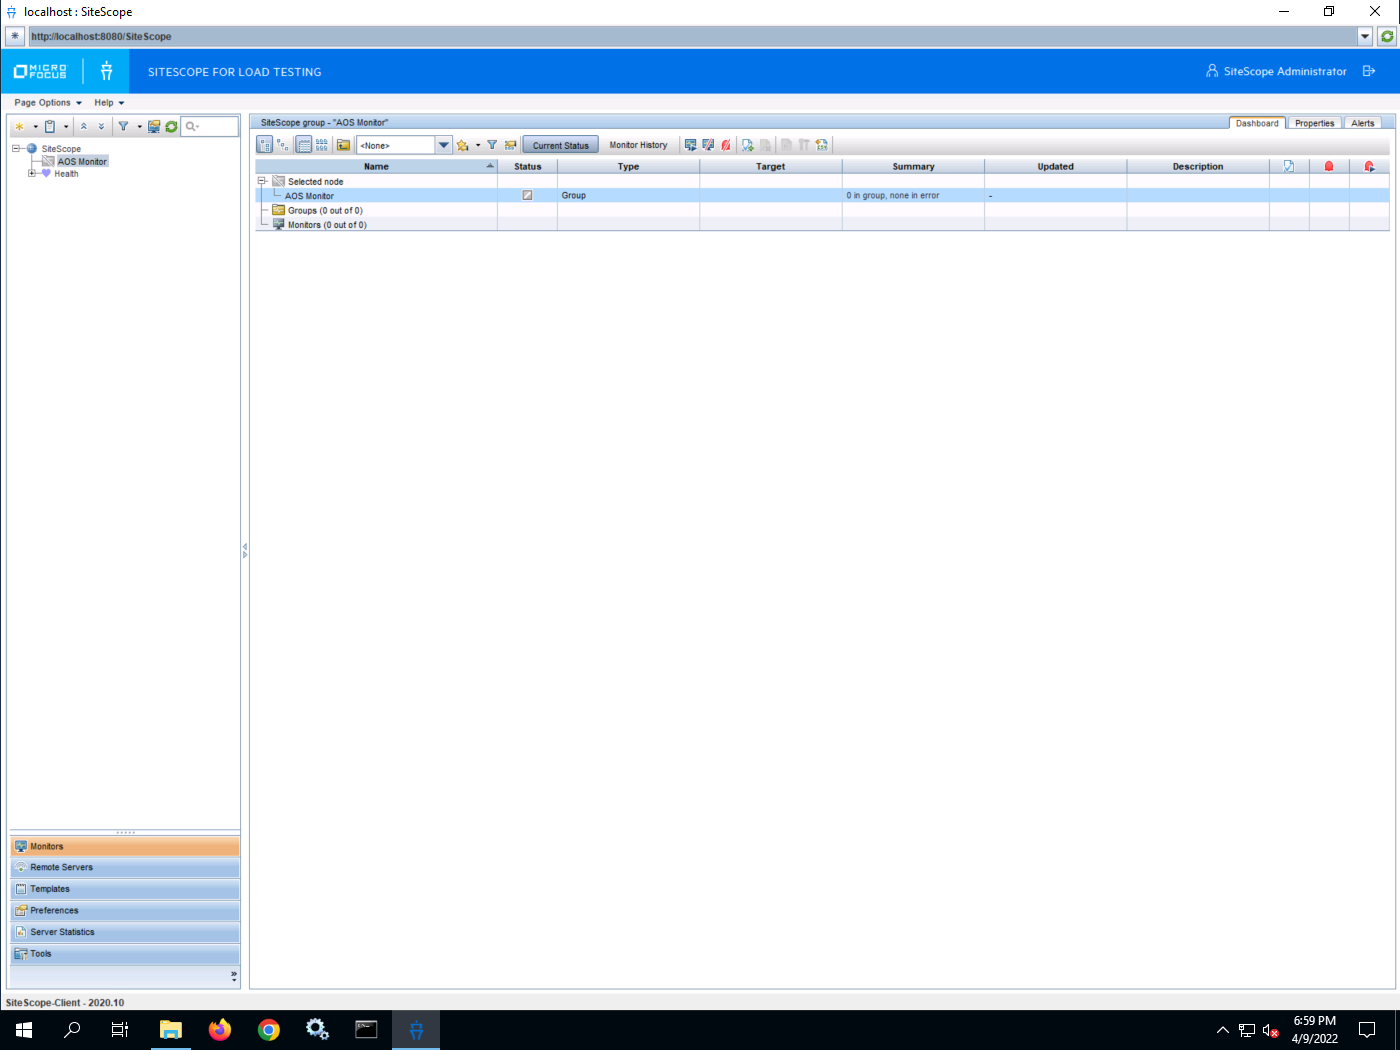 localhost : SiteScope
http://localhost:8080/SiteScope
MICRO FOCUS
SITESCOPE FOR LOAD TESTING
SiteScope Administrator
Page Options Help
SiteScope group - "AOS Monitor"
Dashboard Properties Alerts
<None>
Current Status Monitor History
SiteScope
AOS Monitor
Health
Name Status Type Target Summary Updated Description
Selected node
AOS Monitor Group 0 in group, none in error -
Groups (0 out of 0)
Monitors (0 out of 0)
Monitors
Remote Servers
Templates
Preferences
Server Statistics
Tools
SiteScope-Client - 2020.10
6:59 PM
4/9/2022